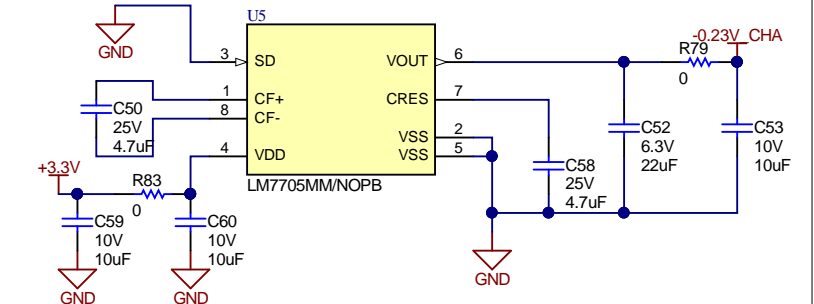 U5
-0.23V_CHA
GND
3
SD
VOUT
6
R79
0
1
CF+
CRES
7
8
CF-
C50
25V
4.7uF
VSS
2
VSS
5
C52
6.3V
22uF
C53
10V
10uF
4
VDD
C58
25V
4.7uF
LM7705MM/NOPB
+3.3V
R83
0
C59
10V
10uF
C60
10V
10uF
GND
GND
GND